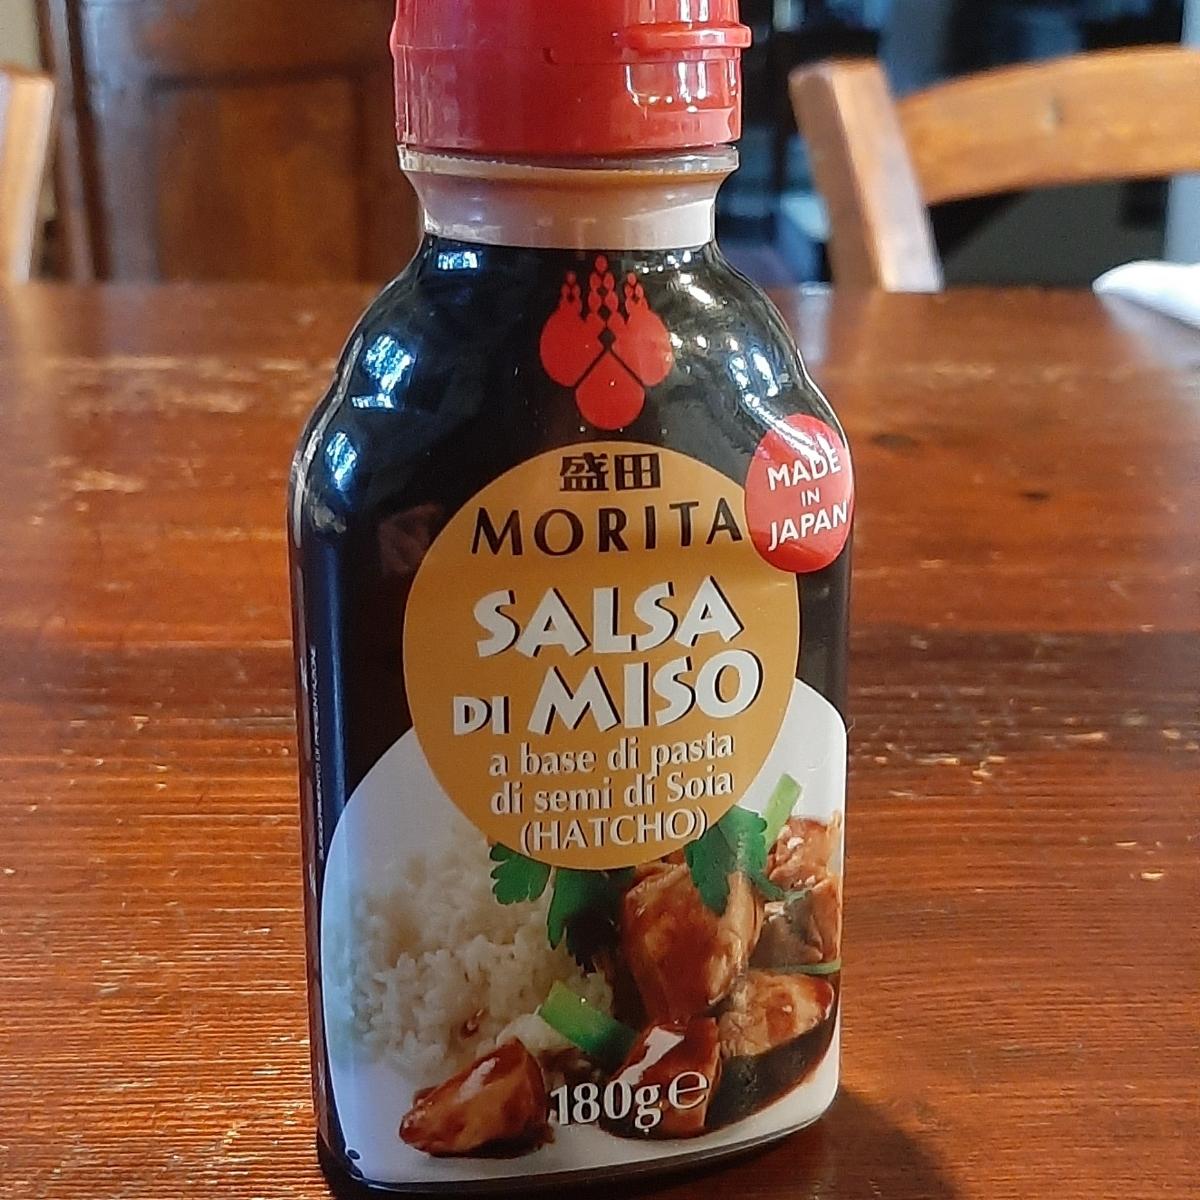 盛田
MORITA
MADE
IN
JAPAN
SALSA
DI MISO
a base di pasta
di semi di Soia
(HATCHO)
180g℮